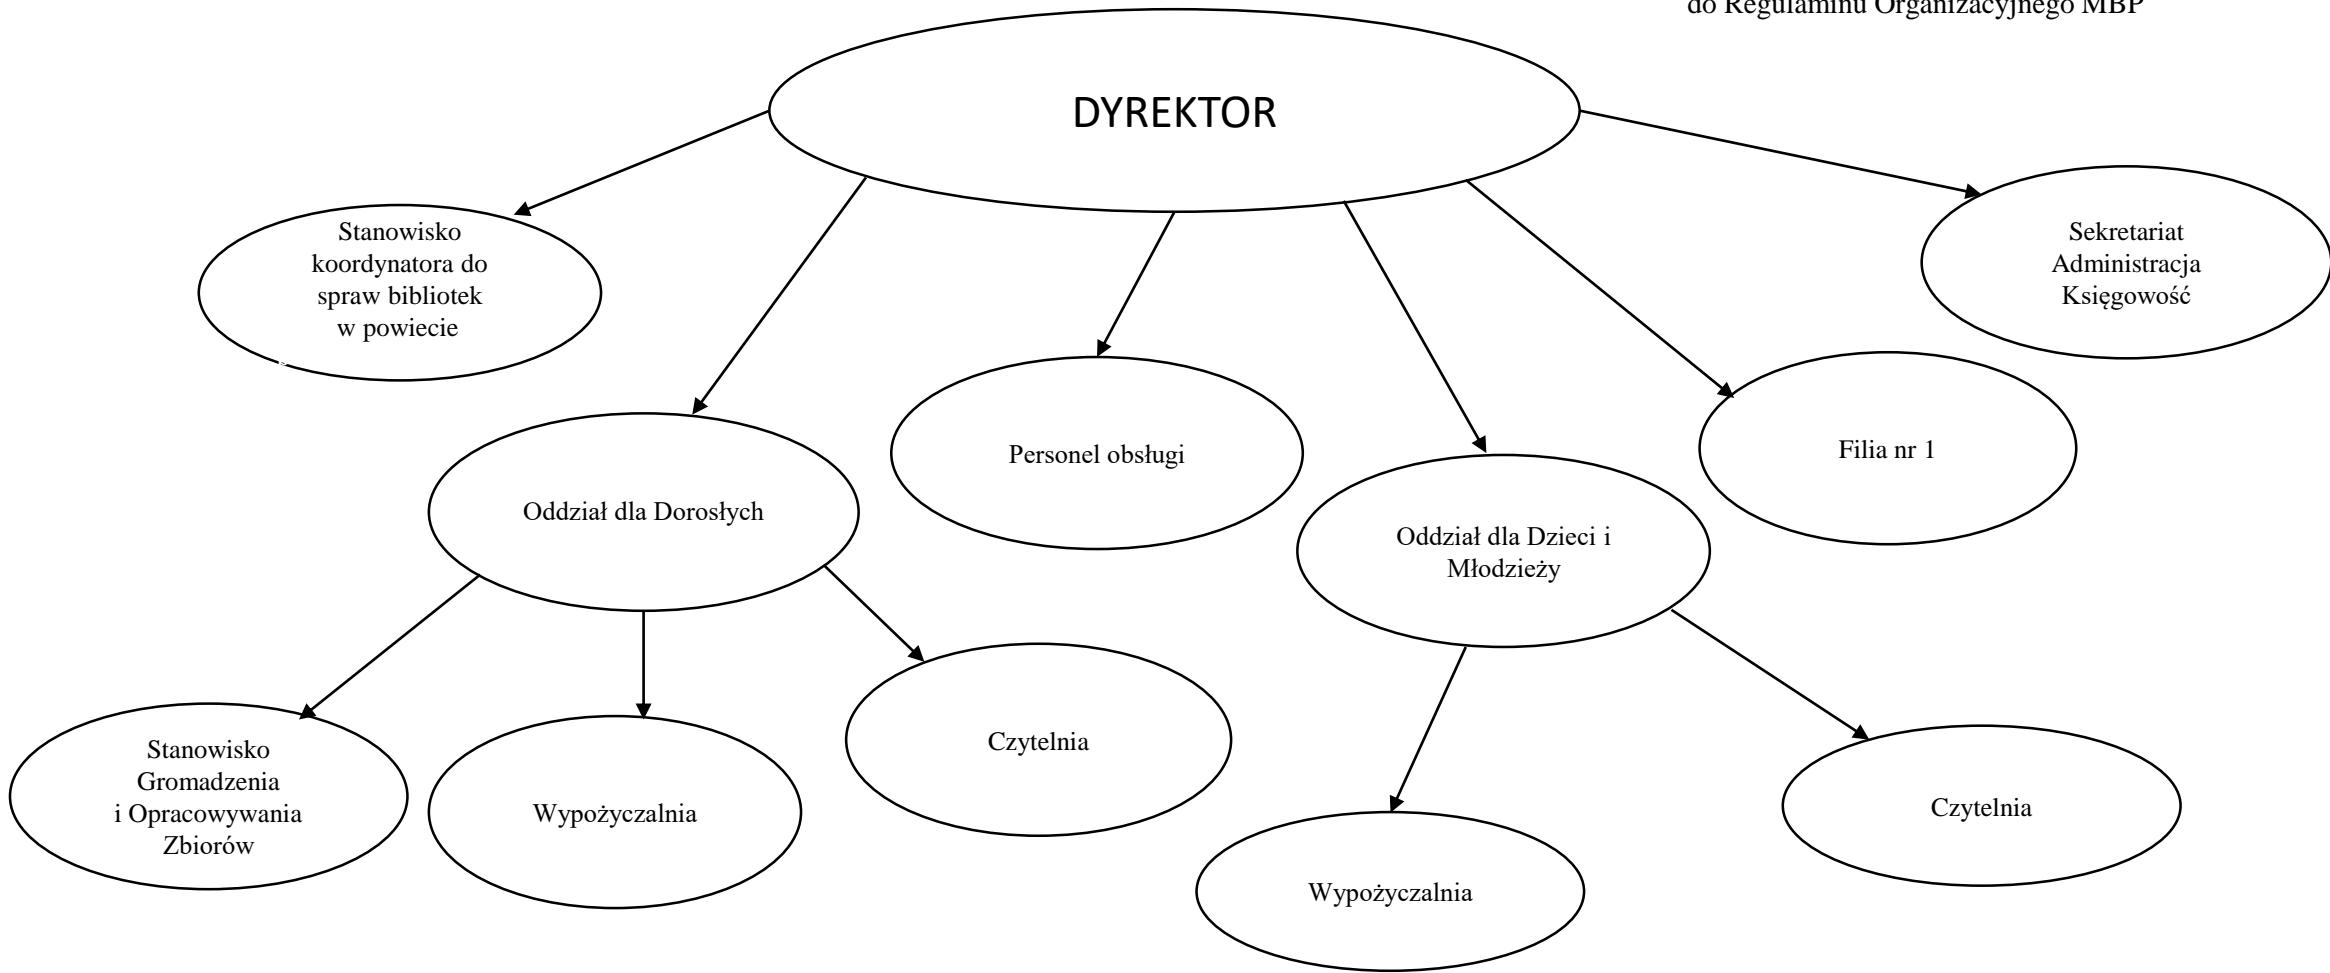 do Regulaminu Organizacyjnego MBP
DYREKTOR
Stanowisko
koordynatora do
spraw bibliotek
w powiecie
Sekretariat
Administracja
Księgowość
Oddział dla Dorosłych
Personel obsługi
Oddział dla Dzieci i
Młodzieży
Filia nr 1
Stanowisko
Gromadzenia
i Opracowywania
Zbiorów
Wypożyczalnia
Czytelnia
Wypożyczalnia
Czytelnia